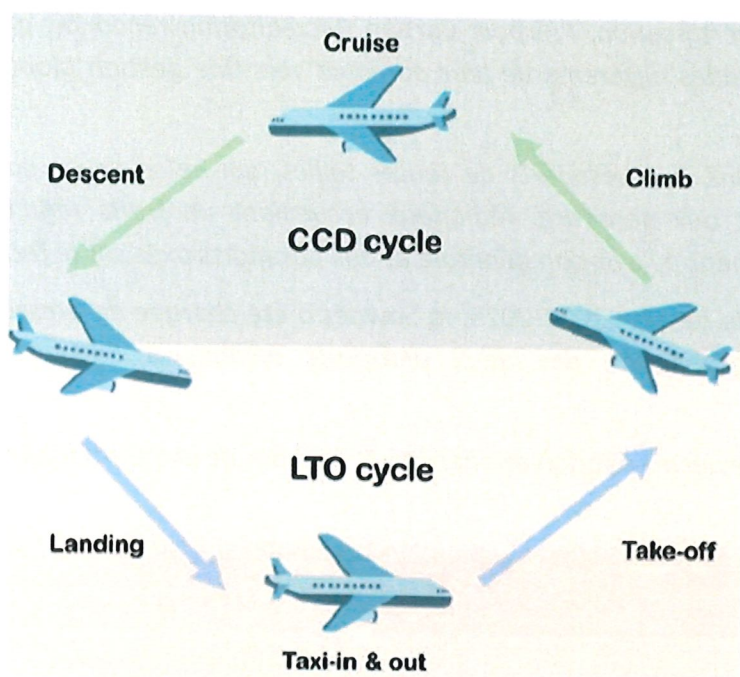 Cruise
Descent
Climb
CCD cycle
LTO cycle
Landing
Take-off
Taxi-in & out